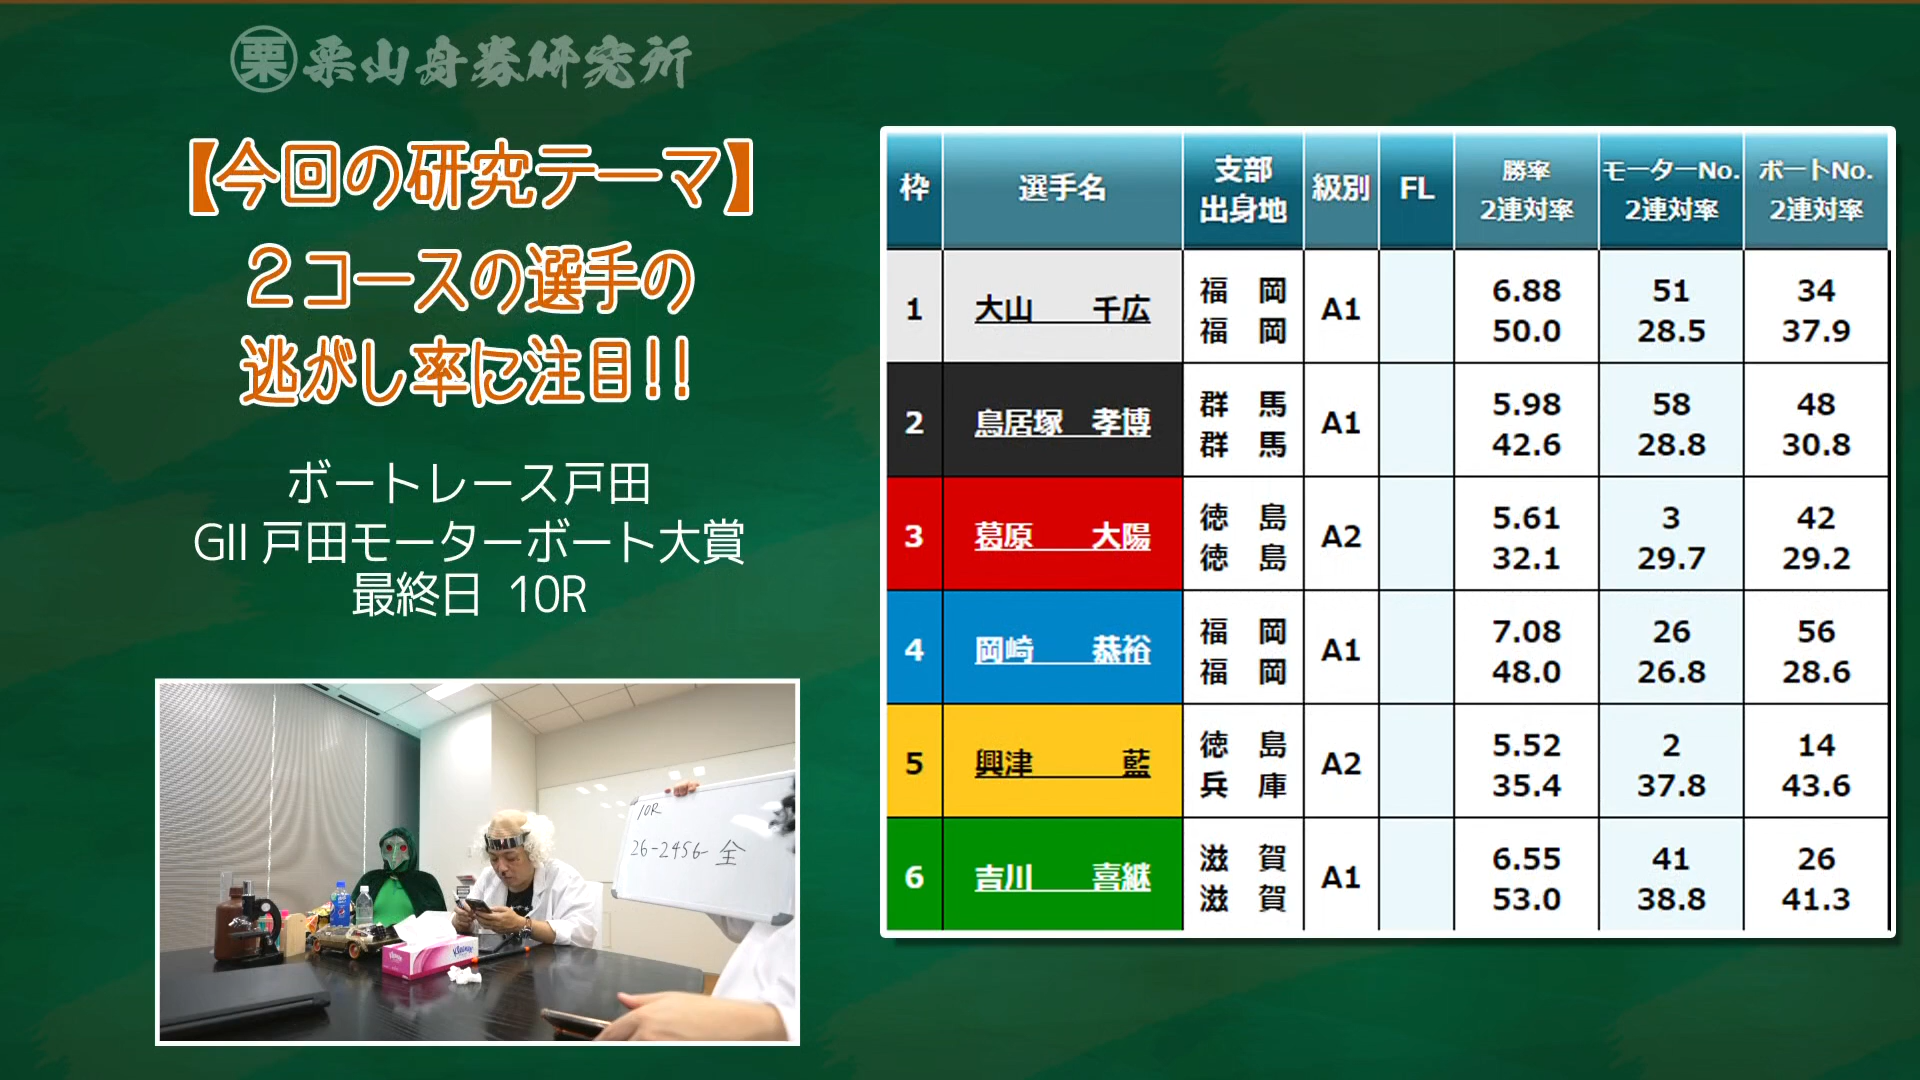 栗 栗山舟券研究所
【今回の研究テーマ】
２コースの選手の
逃がし率に注目!!
ボートレース戸田
GII 戸田モーターボート大賞
最終日 10R
10R
26-2456-全
Kleenex
枠 選手名 支部 出身地 級別 FL 勝率 2連対率 モーターNo. 2連対率 ボートNo. 2連対率
1 大山 千広 福岡 福岡 A1 6.88 50.0 51 28.5 34 37.9
2 鳥居塚 孝博 群馬 群馬 A1 5.98 42.6 58 28.8 48 30.8
3 葛原 大陽 徳島 徳島 A2 5.61 32.1 3 29.7 42 29.2
4 岡崎 恭裕 福岡 福岡 A1 7.08 48.0 26 26.8 56 28.6
5 興津 藍 徳島 兵庫 A2 5.52 35.4 2 37.8 14 43.6
6 吉川 喜継 滋賀 滋賀 A1 6.55 53.0 41 38.8 26 41.3